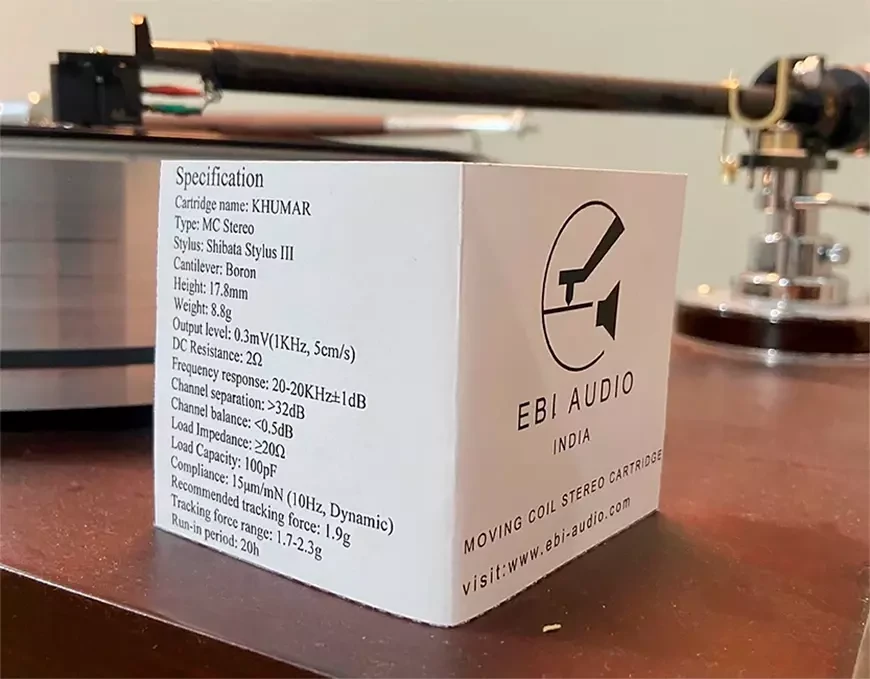 Specification
Cartridge name: KHUMAR
Type: MC Stereo
Stylus: Shibata Stylus III
Cantilever: Boron
Height: 17.8mm
Weight: 8.8g
Output level: 0.3mV(1KHz, 5cm/s)
DC Resistance: 2Ω
Frequency response: 20-20KHz±1dB
Channel separation: >32dB
Channel balance: <0.5dB
Load Impedance: ≥20Ω
Load Capacity: 100pF
Compliance: 15μm/mN (10Hz, Dynamic)
Recommended tracking force: 1.9g
Tracking force range: 1.7-2.3g
Run-in period: 20h
EBI AUDIO
INDIA
MOVING COIL STEREO CARTRIDGE
visit:www.ebi-audio.com